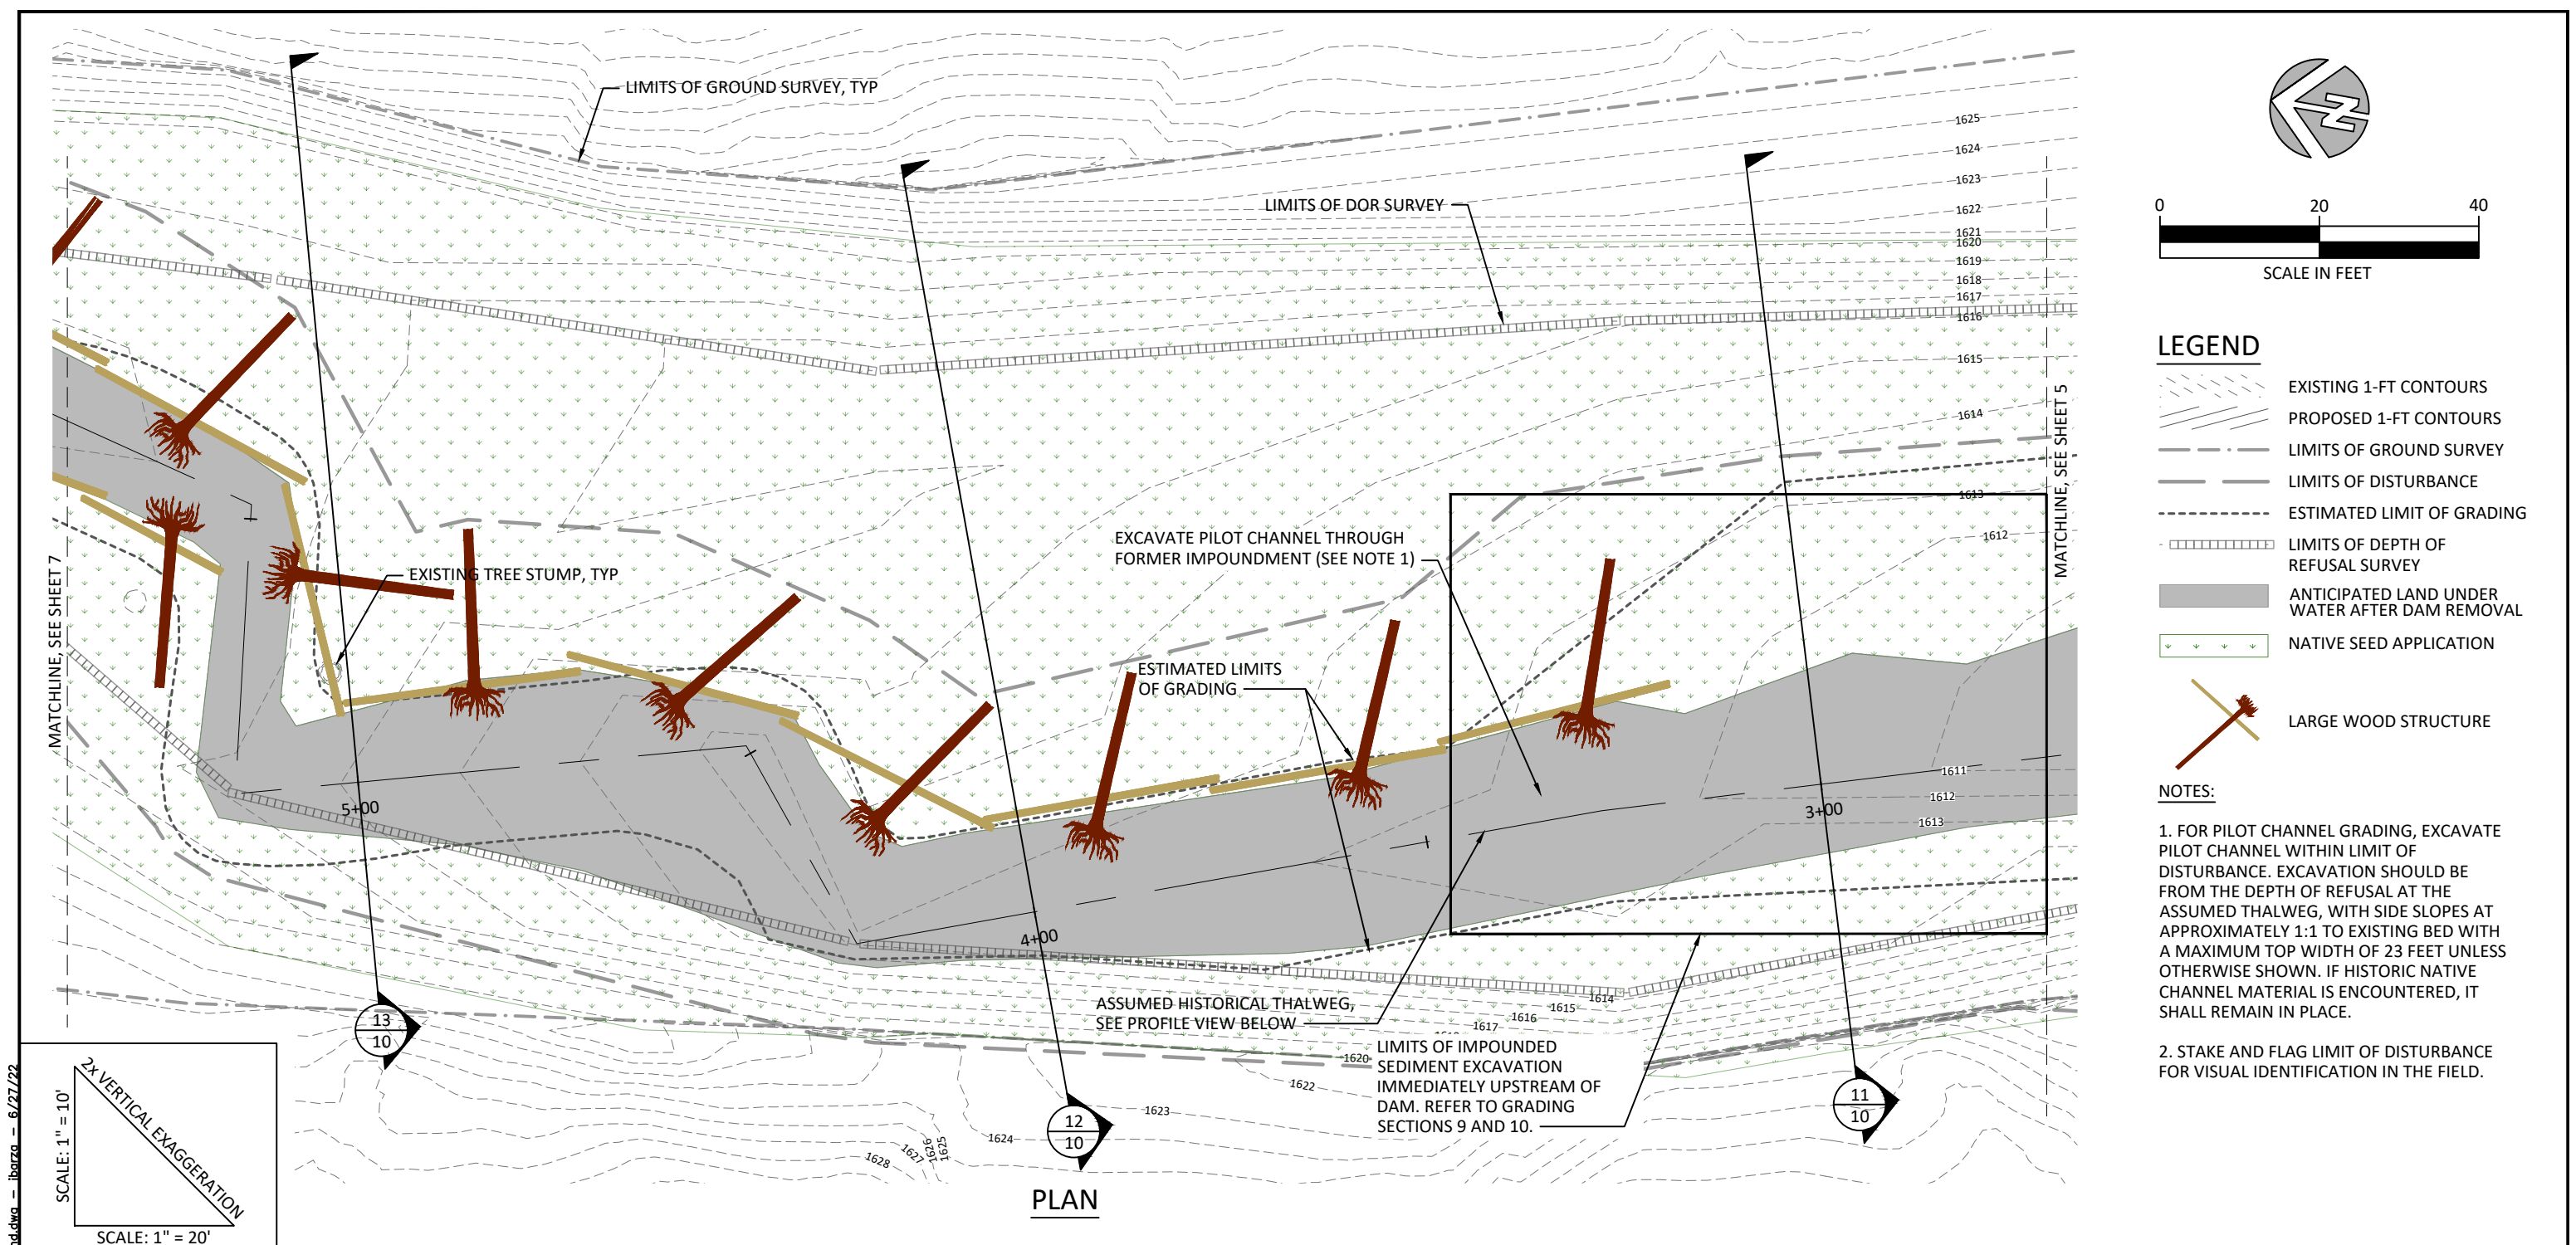 LIMITS OF GROUND SURVEY, TYP
LIMITS OF DOR SURVEY
1625
1624
1623
1622
1621
1620
1619
1618
1617
1616
1615
1614
1613
1612
MATCHLINE, SEE SHEET 5
MATCHLINE, SEE SHEET 7
EXCAVATE PILOT CHANNEL THROUGH
FORMER IMPOUNDMENT (SEE NOTE 1)
EXISTING TREE STUMP, TYP
ESTIMATED LIMITS
OF GRADING
1611
1612
1613
5+00
4+00
3+00
ASSUMED HISTORICAL THALWEG,
SEE PROFILE VIEW BELOW
1614
1615
1616
1617
1620
1622
1623
1624
1625
1626
1627
1628
LIMITS OF IMPOUNDED
SEDIMENT EXCAVATION
IMMEDIATELY UPSTREAM OF
DAM. REFER TO GRADING
SECTIONS 9 AND 10.
13
10
12
10
11
10
PLAN
2x VERTICAL EXAGGERATION
SCALE: 1" = 10'
SCALE: 1" = 20'
nd.dwg - ibarza - 6/27/22
N
0 20 40
SCALE IN FEET
LEGEND
EXISTING 1-FT CONTOURS
PROPOSED 1-FT CONTOURS
LIMITS OF GROUND SURVEY
LIMITS OF DISTURBANCE
ESTIMATED LIMIT OF GRADING
LIMITS OF DEPTH OF
REFUSAL SURVEY
ANTICIPATED LAND UNDER
WATER AFTER DAM REMOVAL
NATIVE SEED APPLICATION
LARGE WOOD STRUCTURE
NOTES:
1. FOR PILOT CHANNEL GRADING, EXCAVATE
PILOT CHANNEL WITHIN LIMIT OF
DISTURBANCE. EXCAVATION SHOULD BE
FROM THE DEPTH OF REFUSAL AT THE
ASSUMED THALWEG, WITH SIDE SLOPES AT
APPROXIMATELY 1:1 TO EXISTING BED WITH
A MAXIMUM TOP WIDTH OF 23 FEET UNLESS
OTHERWISE SHOWN. IF HISTORIC NATIVE
CHANNEL MATERIAL IS ENCOUNTERED, IT
SHALL REMAIN IN PLACE.
2. STAKE AND FLAG LIMIT OF DISTURBANCE
FOR VISUAL IDENTIFICATION IN THE FIELD.